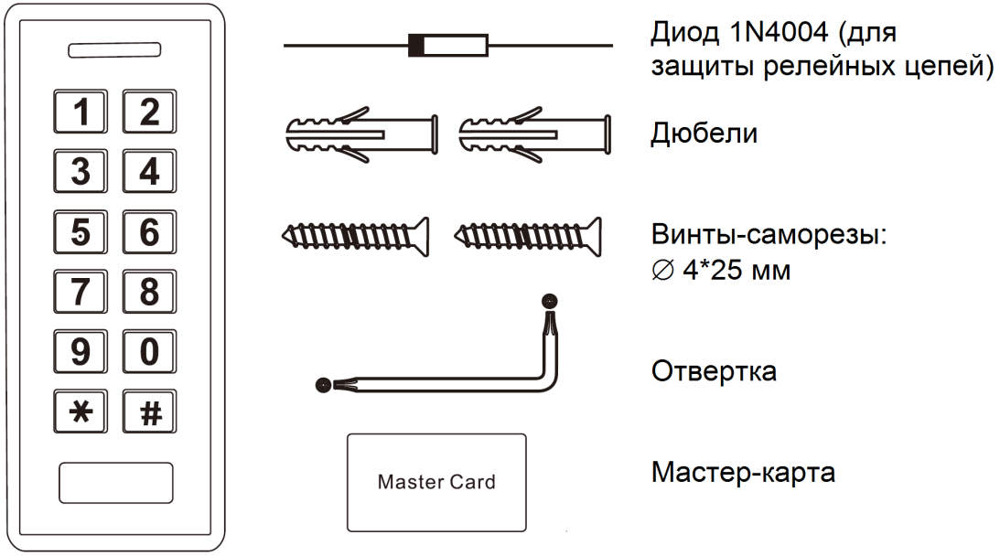 1 2
3 4
5 6
7 8
9 0
* #
Диод 1N4004 (для
защиты релейных цепей)
Дюбели
Винты-саморезы:
∅ 4*25 мм
Отвертка
Master Card
Мастер-карта